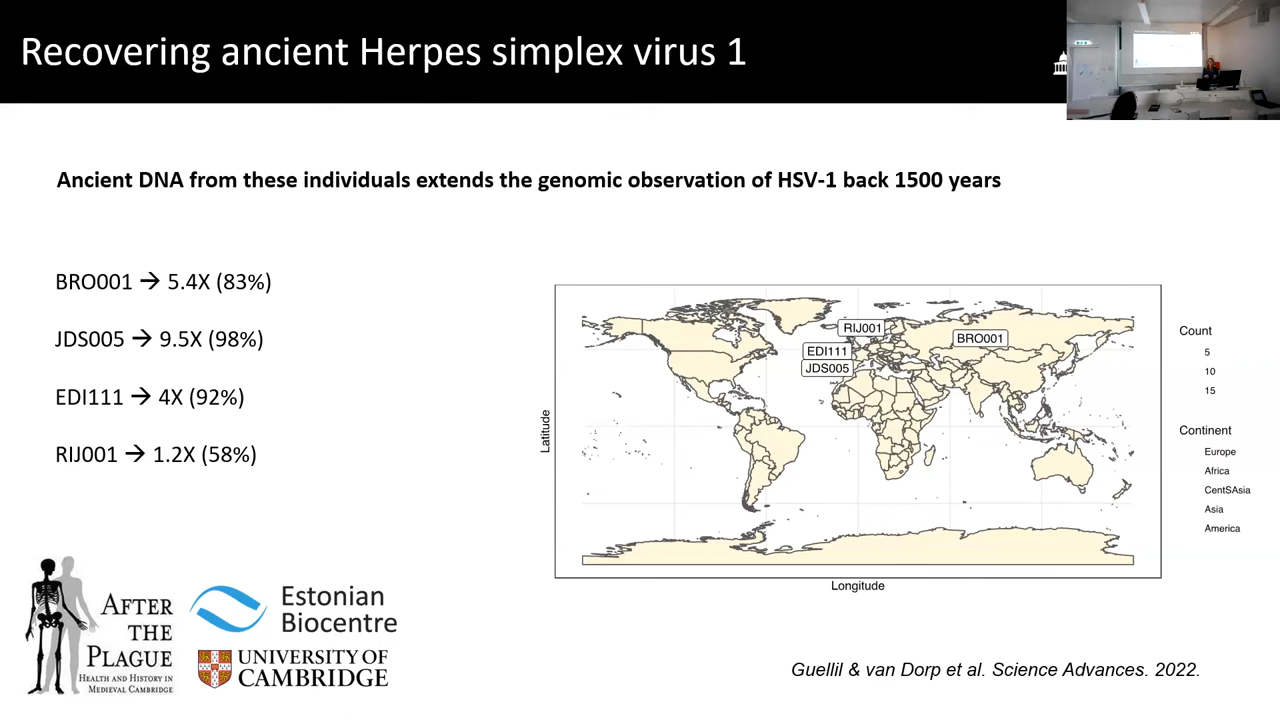 Recovering ancient Herpes simplex virus 1
Ancient DNA from these individuals extends the genomic observation of HSV-1 back 1500 years
BRO001 → 5.4X (83%)
JDS005 → 9.5X (98%)
EDI111 → 4X (92%)
RIJ001 → 1.2X (58%)
RIJ001
BRO001
EDI111
JDS005
Latitude
Longitude
Count
5
10
15
Continent
Europe
Africa
CentSAsia
Asia
America
AFTER
THE
PLAGUE
HEALTH AND HISTORY IN
MEDIEVAL CAMBRIDGE
Estonian
Biocentre
UNIVERSITY OF
CAMBRIDGE
Guellil & van Dorp et al. Science Advances. 2022.